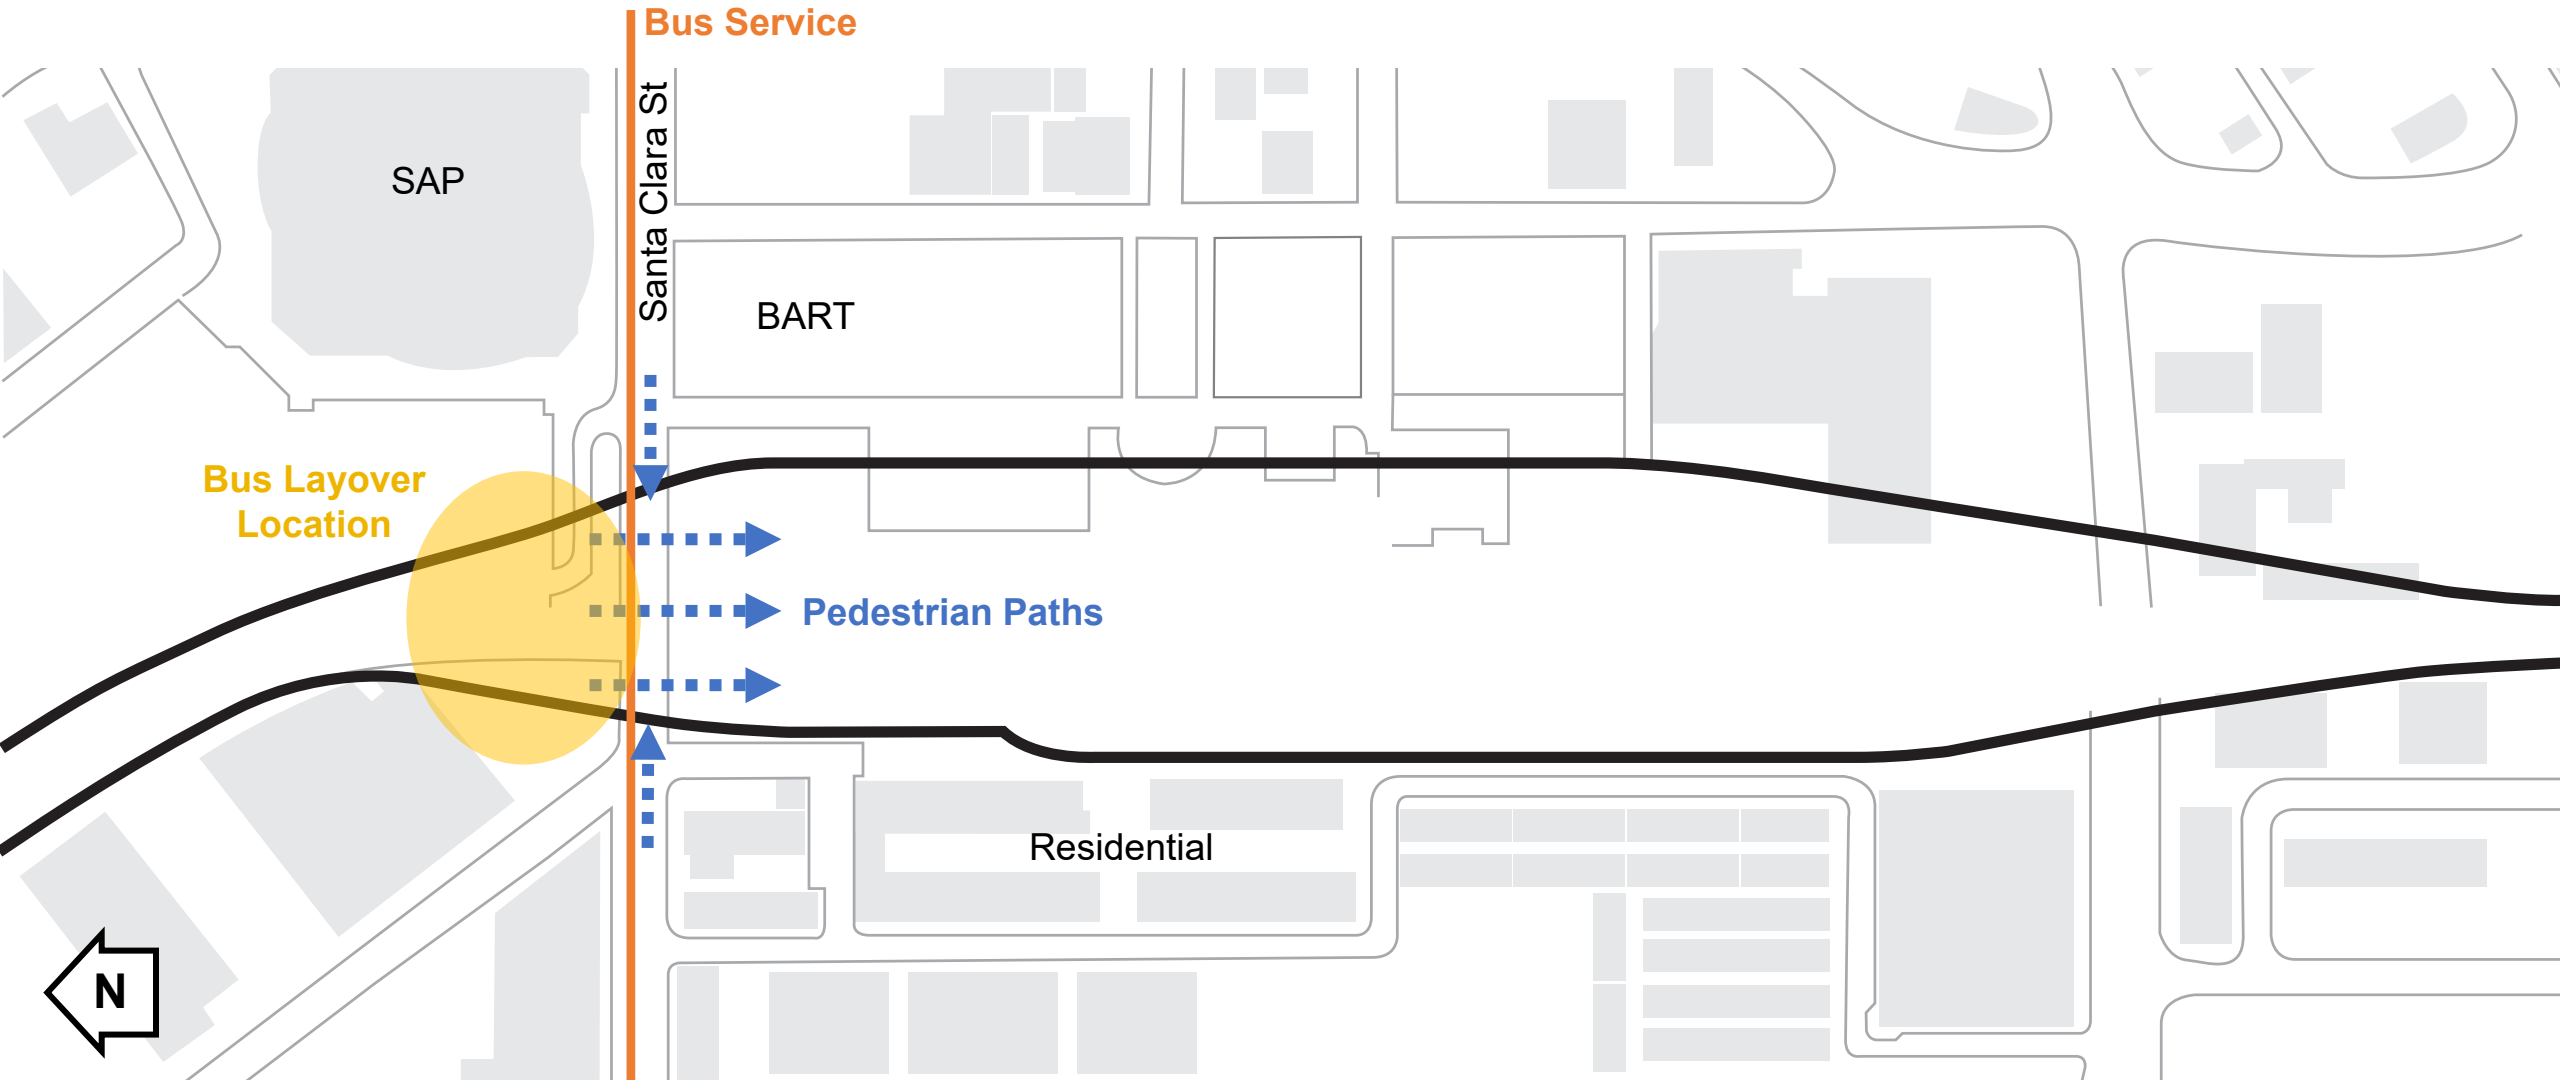 Bus Service
Santa Clara St
SAP
BART
Bus Layover
Location
Pedestrian Paths
Residential
N